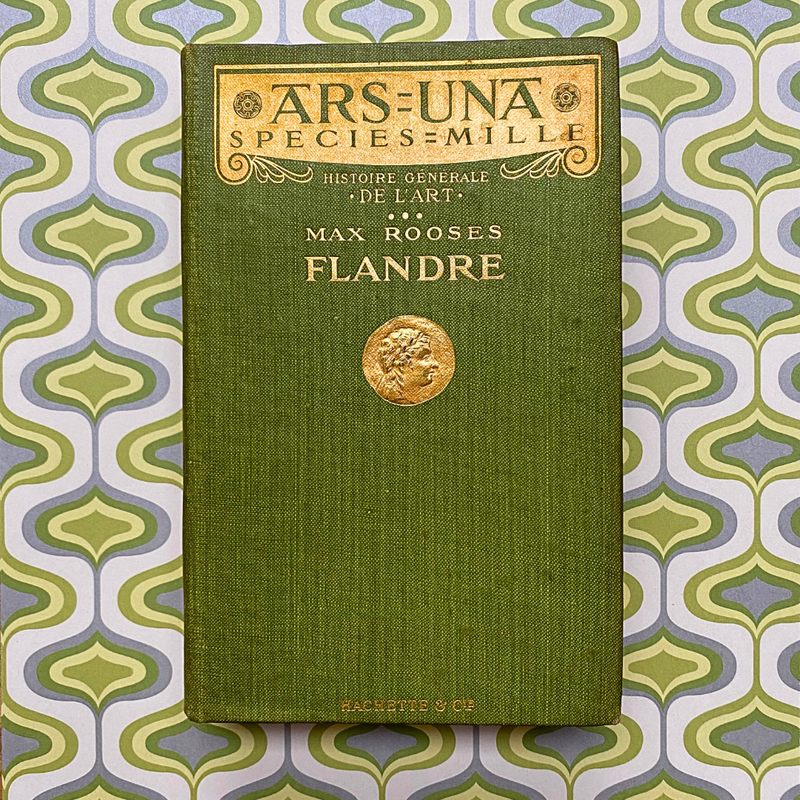 ARS=UNA
SPECIES=MILLE
HISTOIRE GÉNÉRALE
·DE L'ART·
MAX ROOSES
FLANDRE
HACHETTE & Cie